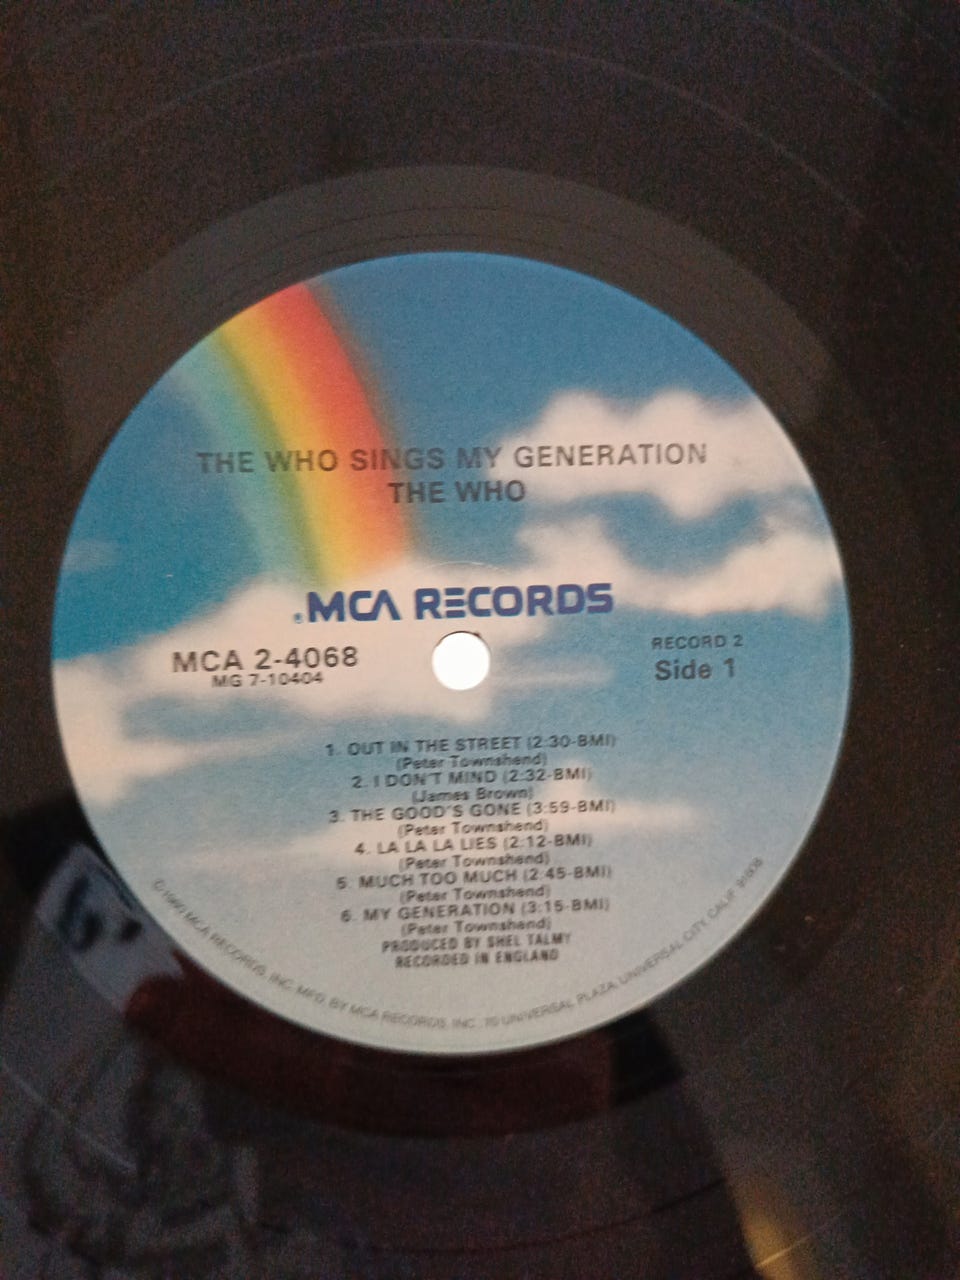 THE WHO SINGS MY GENERATION
THE WHO
MCA RECORDS
MCA 2-4068
MG 7-10404
RECORD 2
Side 1
1. OUT IN THE STREET (2:30-BMI)
(Peter Townshend)
2. I DON'T MIND (2:32-BMI)
(James Brown)
3. THE GOOD'S GONE (3:59-BMI)
(Peter Townshend)
4. LA LA LA LIES (2:12-BMI)
(Peter Townshend)
5. MUCH TOO MUCH (2:45-BMI)
(Peter Townshend)
6. MY GENERATION (3:15-BMI)
(Peter Townshend)
PRODUCED BY SHEL TALMY
RECORDED IN ENGLAND
MCA RECORDS, INC. MFD. BY MCA RECORDS, INC., 70 UNIVERSAL PLAZA, UNIVERSAL CITY, CALIF.